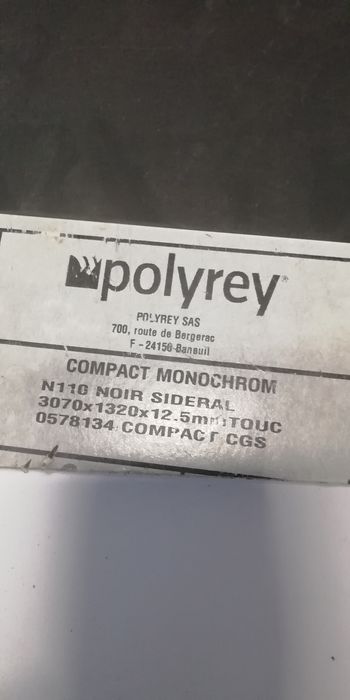 polyrey
POLYREY SAS
700, route de Bergerac
F - 24150 Baneuil
COMPACT MONOCHROM
N110 NOIR SIDERAL
3070x1320x12.5mm TOUC
0578134 COMPACT CGS